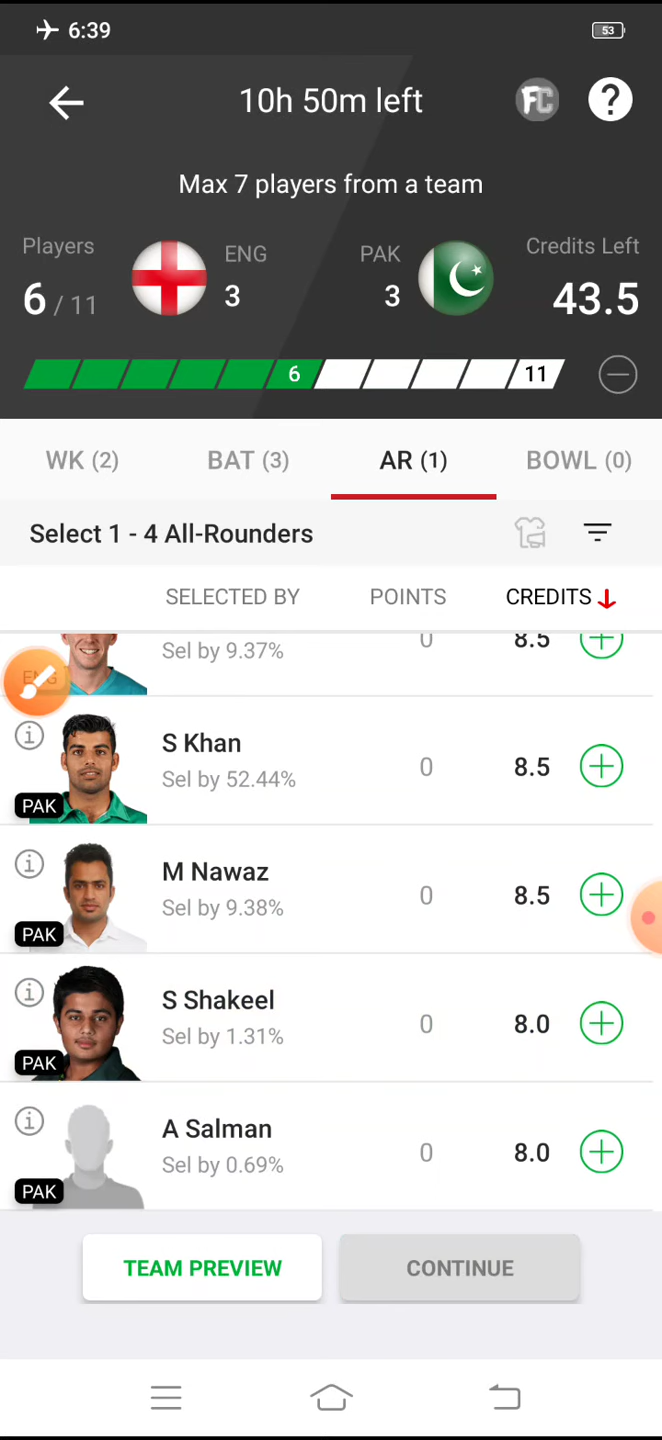 6:39
53
10h 50m left
FC
?
Max 7 players from a team
Players
ENG
PAK
Credits Left
6 / 11
3
3
43.5
6
11
WK (2)
BAT (3)
AR (1)
BOWL (0)
Select 1 - 4 All-Rounders
SELECTED BY
POINTS
CREDITS
Sel by 9.37%
0
8.5
ENG
S Khan
Sel by 52.44%
0
8.5
PAK
M Nawaz
Sel by 9.38%
0
8.5
PAK
S Shakeel
Sel by 1.31%
0
8.0
PAK
A Salman
Sel by 0.69%
0
8.0
PAK
TEAM PREVIEW
CONTINUE